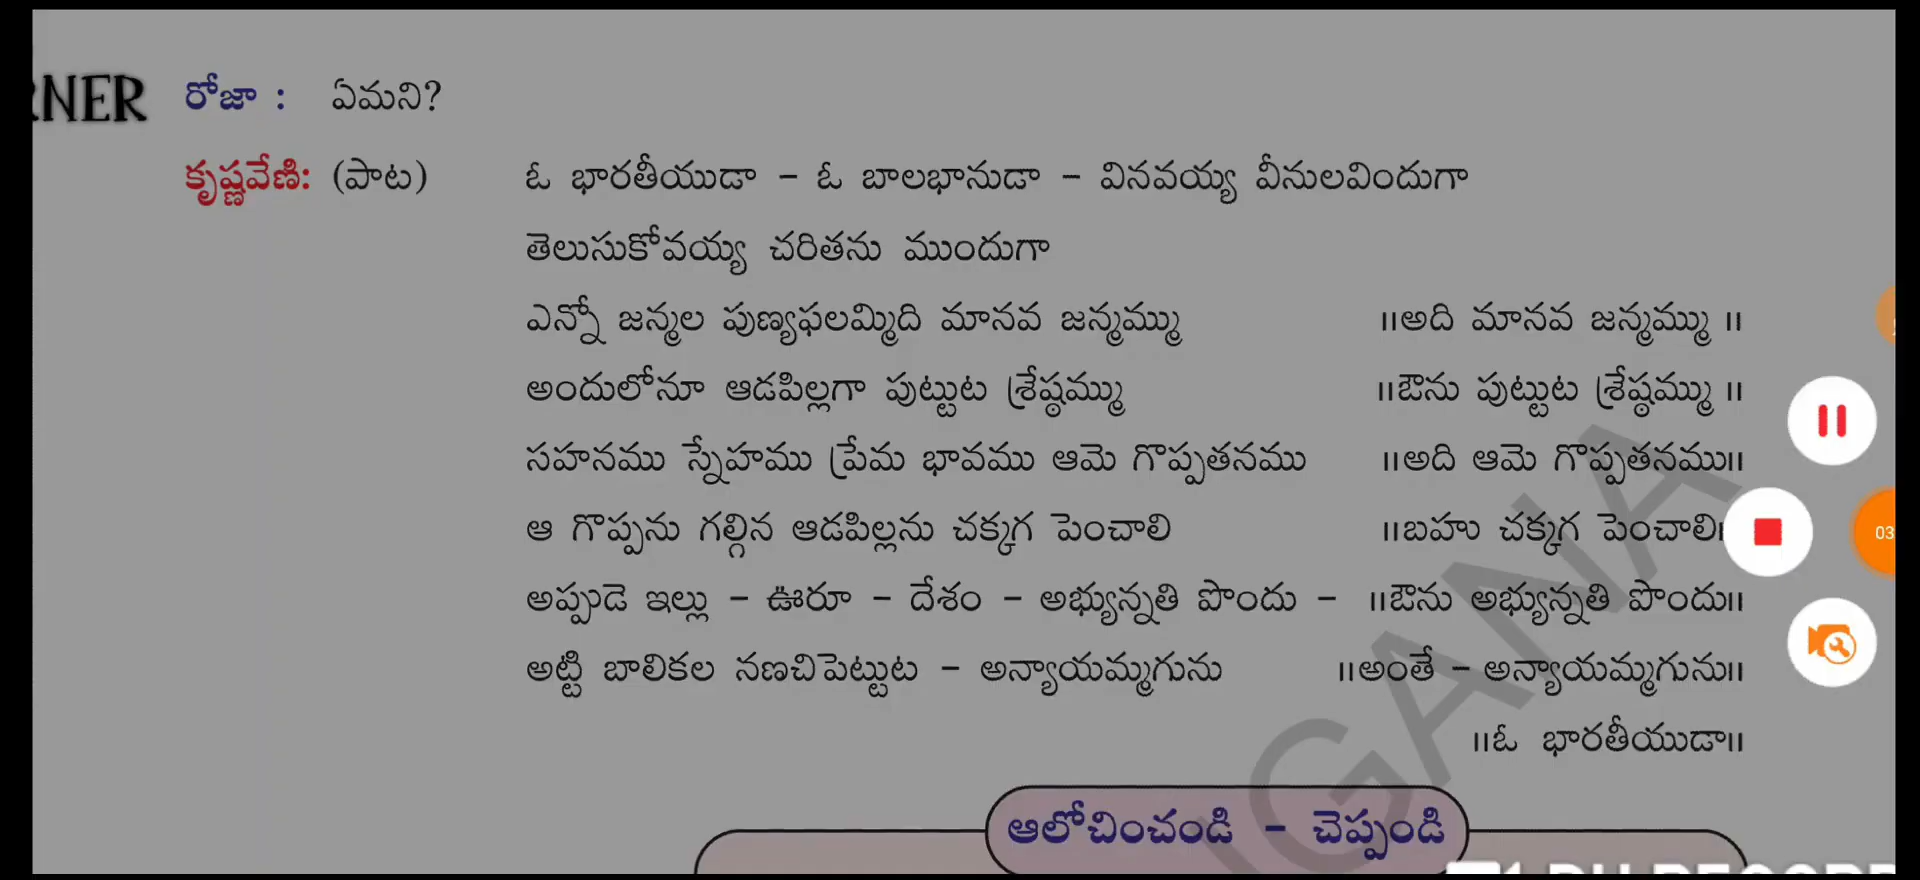 RNER రోజా : ఏమని?
కృష్ణవేణి: (పాట) ఓ భారతీయుడా – ఓ బాలభానుడా – వినవయ్య వీనులవిందుగా
తెలుసుకోవయ్య చరితను ముందుగా
ఎన్నో జన్మల పుణ్యఫలమ్మిది మానవ జన్మమ్ము ॥అది మానవ జన్మమ్ము ॥
అందులోనూ ఆడపిల్లగా పుట్టుట శ్రేష్ఠమ్ము ॥ఔను పుట్టుట శ్రేష్ఠమ్ము ॥
సహనము స్నేహము ప్రేమ భావము ఆమె గొప్పతనము ॥అది ఆమె గొప్పతనము॥
ఆ గొప్పను గల్గిన ఆడపిల్లను చక్కగ పెంచాలి ॥బహు చక్కగ పెంచాలి॥
అప్పుడె ఇల్లు – ఊరూ – దేశం – అభ్యున్నతి పొందు – ॥ఔను అభ్యున్నతి పొందు॥
అట్టి బాలికల నణచిపెట్టుట – అన్యాయమ్మగును ॥అంతే – అన్యాయమ్మగును॥
॥ఓ భారతీయుడా॥
ఆలోచించండి – చెప్పండి
03
GANA